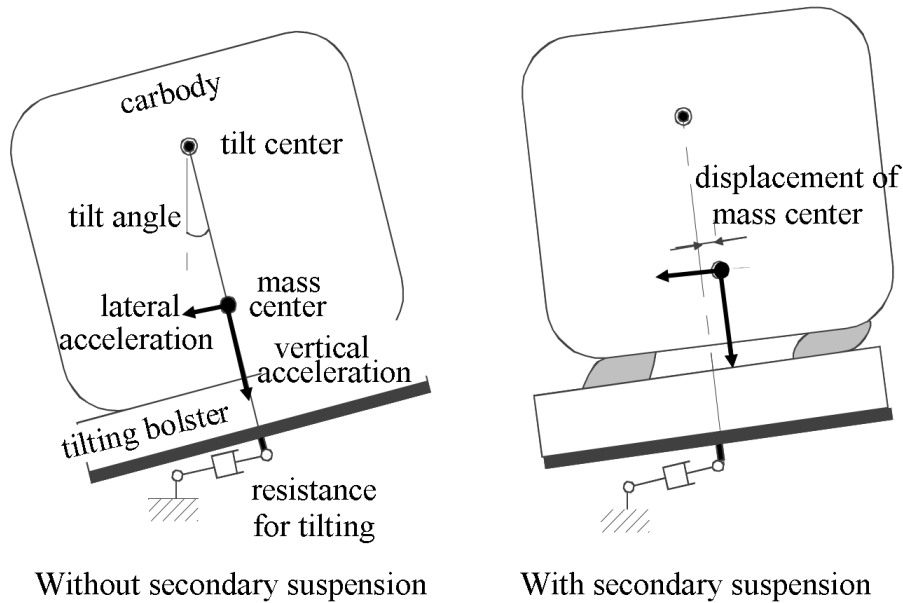 carbody
tilt center
tilt angle
mass
center
lateral
acceleration
vertical
acceleration
tilting bolster
resistance
for tilting
Without secondary suspension
displacement of
mass center
With secondary suspension